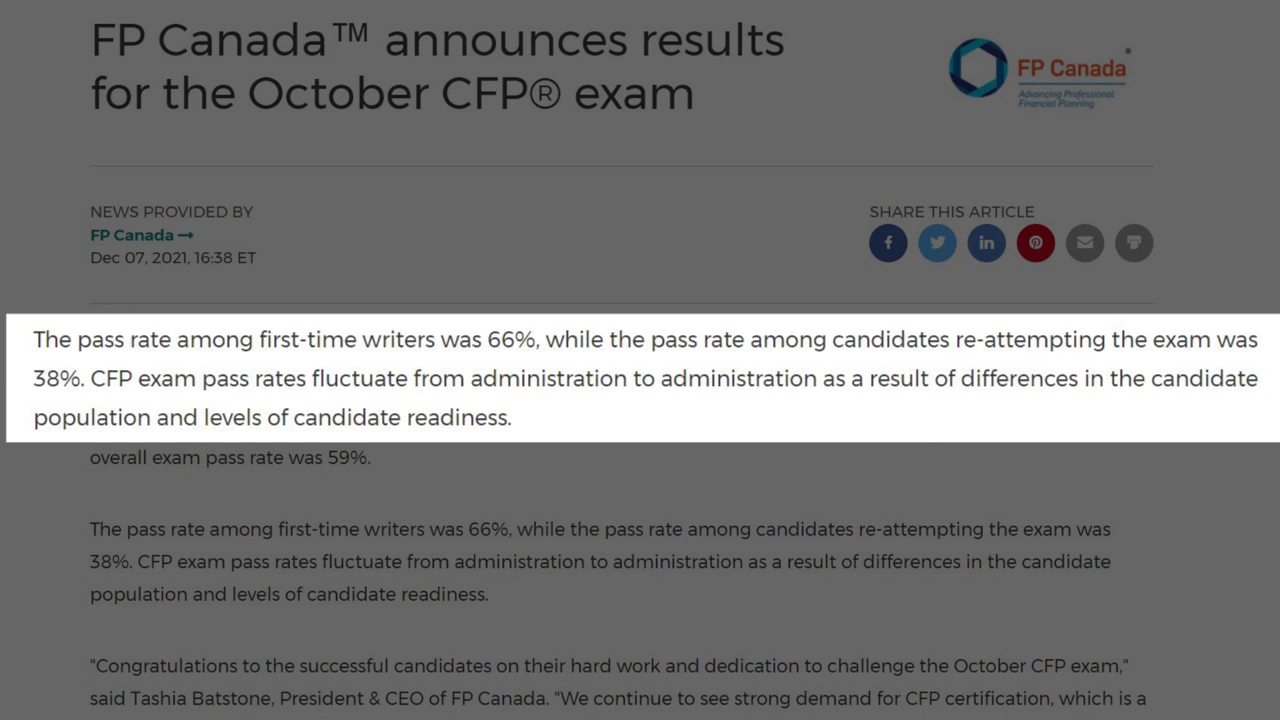 FP Canada™ announces results
for the October CFP® exam
FP Canada
Advancing Professional
Financial Planning
NEWS PROVIDED BY
FP Canada →
Dec 07, 2021, 16:38 ET
SHARE THIS ARTICLE
The pass rate among first-time writers was 66%, while the pass rate among candidates re-attempting the exam was
38%. CFP exam pass rates fluctuate from administration to administration as a result of differences in the candidate
population and levels of candidate readiness.
overall exam pass rate was 59%.
The pass rate among first-time writers was 66%, while the pass rate among candidates re-attempting the exam was
38%. CFP exam pass rates fluctuate from administration to administration as a result of differences in the candidate
population and levels of candidate readiness.
"Congratulations to the successful candidates on their hard work and dedication to challenge the October CFP exam,"
said Tashia Batstone, President & CEO of FP Canada. "We continue to see strong demand for CFP certification, which is a